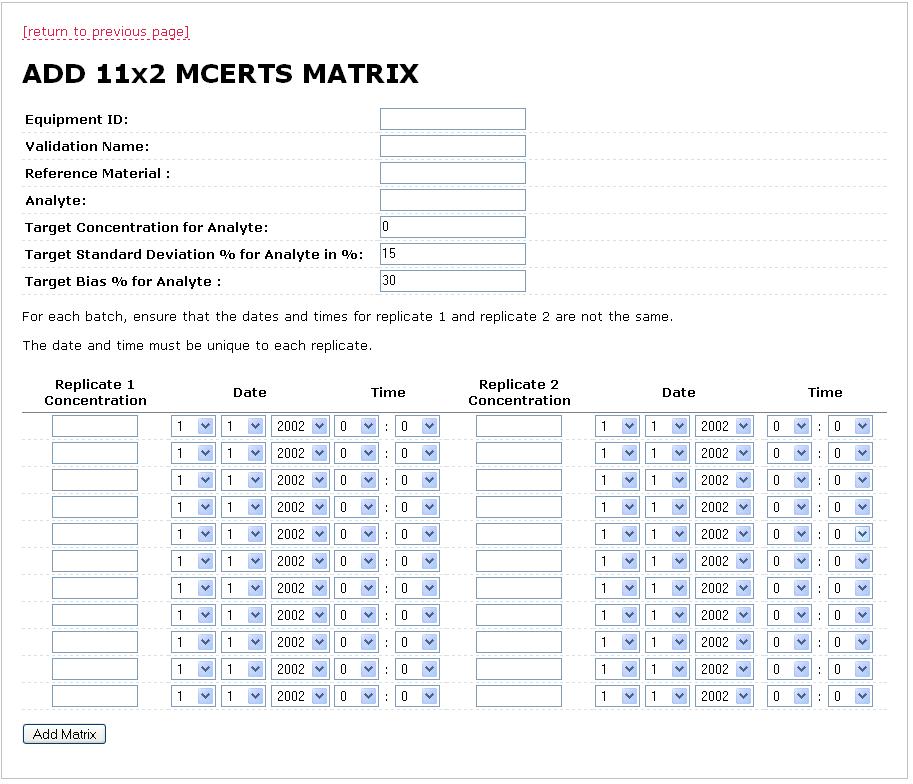 [return to previous page]
ADD 11x2 MCERTS MATRIX
Equipment ID:
Validation Name:
Reference Material :
Analyte:
Target Concentration for Analyte: 0
Target Standard Deviation % for Analyte in %: 15
Target Bias % for Analyte : 30
For each batch, ensure that the dates and times for replicate 1 and replicate 2 are not the same.
The date and time must be unique to each replicate.
Replicate 1 Concentration Date Time Replicate 2 Concentration Date Time
1 1 2002 0 : 0 1 1 2002 0 : 0
1 1 2002 0 : 0 1 1 2002 0 : 0
1 1 2002 0 : 0 1 1 2002 0 : 0
1 1 2002 0 : 0 1 1 2002 0 : 0
1 1 2002 0 : 0 1 1 2002 0 : 0
1 1 2002 0 : 0 1 1 2002 0 : 0
1 1 2002 0 : 0 1 1 2002 0 : 0
1 1 2002 0 : 0 1 1 2002 0 : 0
1 1 2002 0 : 0 1 1 2002 0 : 0
1 1 2002 0 : 0 1 1 2002 0 : 0
1 1 2002 0 : 0 1 1 2002 0 : 0
Add Matrix